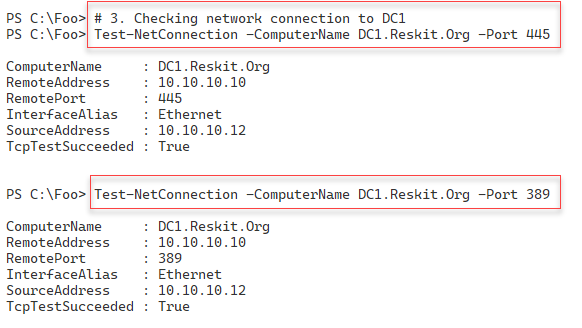 PS C:\Foo> # 3. Checking network connection to DC1
PS C:\Foo> Test-NetConnection -ComputerName DC1.Reskit.Org -Port 445
ComputerName     : DC1.Reskit.Org
RemoteAddress    : 10.10.10.10
RemotePort       : 445
InterfaceAlias   : Ethernet
SourceAddress    : 10.10.10.12
TcpTestSucceeded : True
PS C:\Foo> Test-NetConnection -ComputerName DC1.Reskit.Org -Port 389
ComputerName     : DC1.Reskit.Org
RemoteAddress    : 10.10.10.10
RemotePort       : 389
InterfaceAlias   : Ethernet
SourceAddress    : 10.10.10.12
TcpTestSucceeded : True